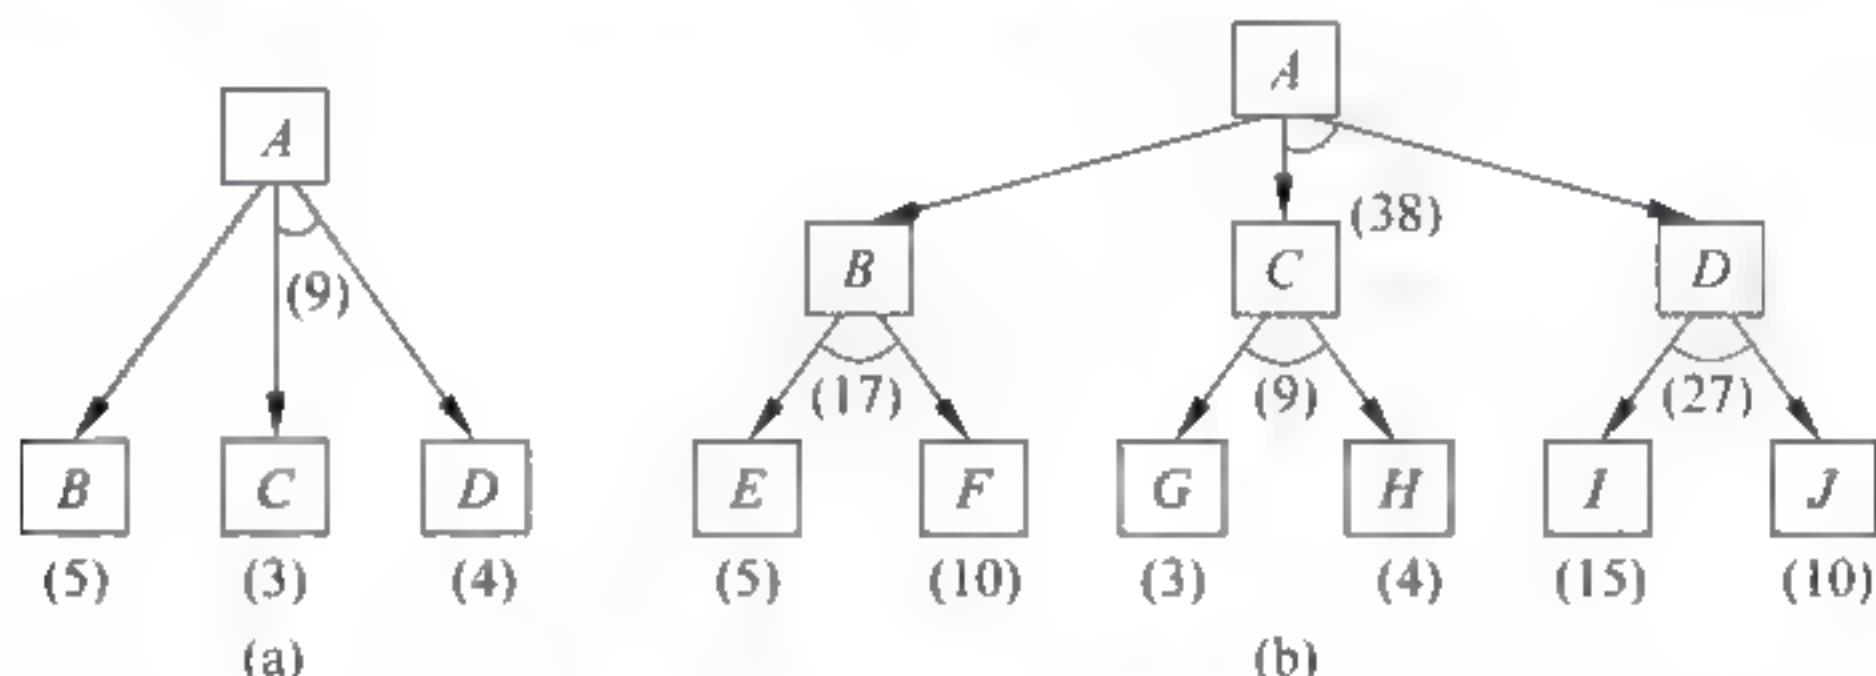 A
A
(38)
B
C
D
(9)
(17)
(9)
(27)
B
C
D
E
F
G
H
I
J
(5)
(3)
(4)
(5)
(10)
(3)
(4)
(15)
(10)
(a)
(b)